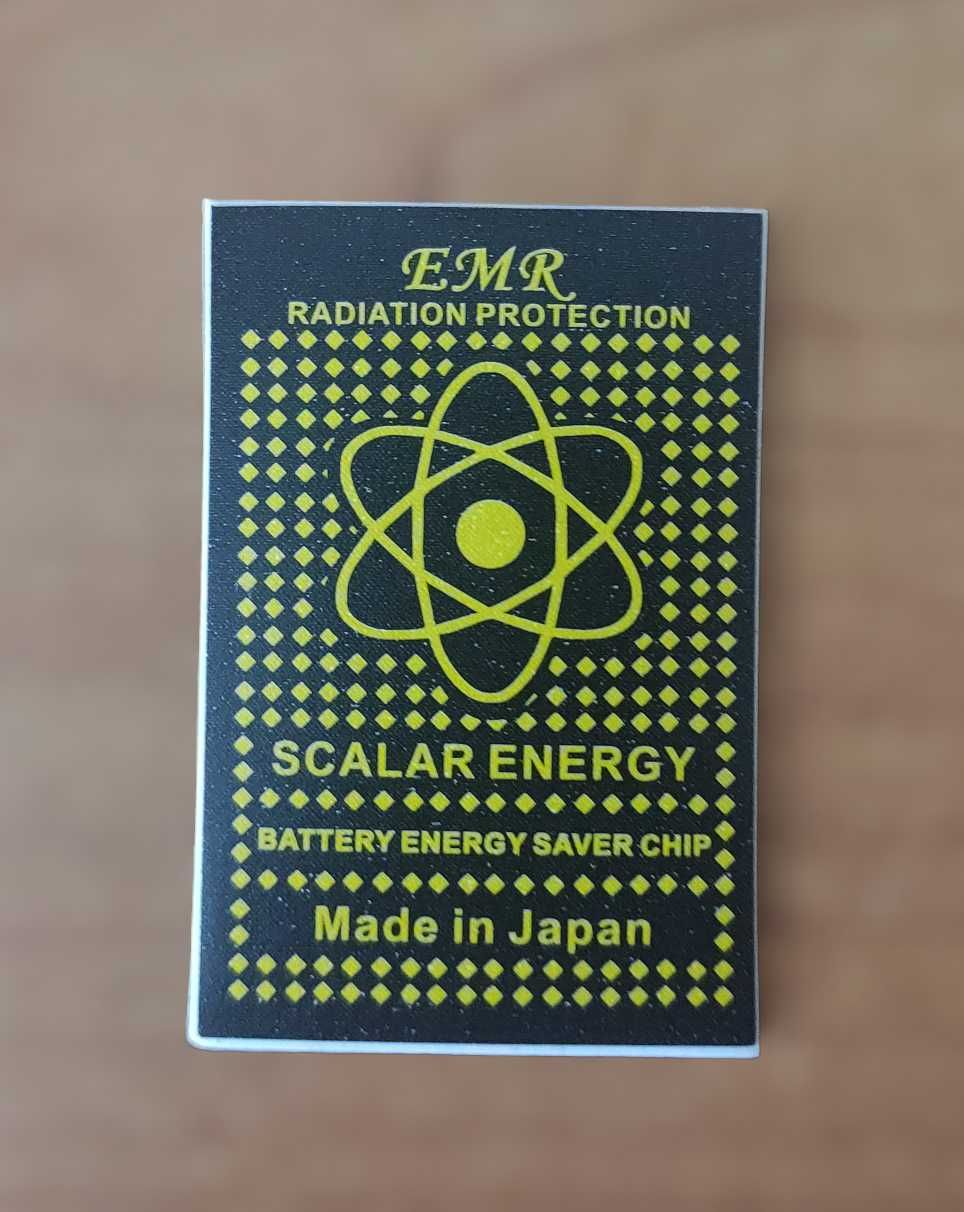 EMR
RADIATION PROTECTION
SCALAR ENERGY
BATTERY ENERGY SAVER CHIP
Made in Japan